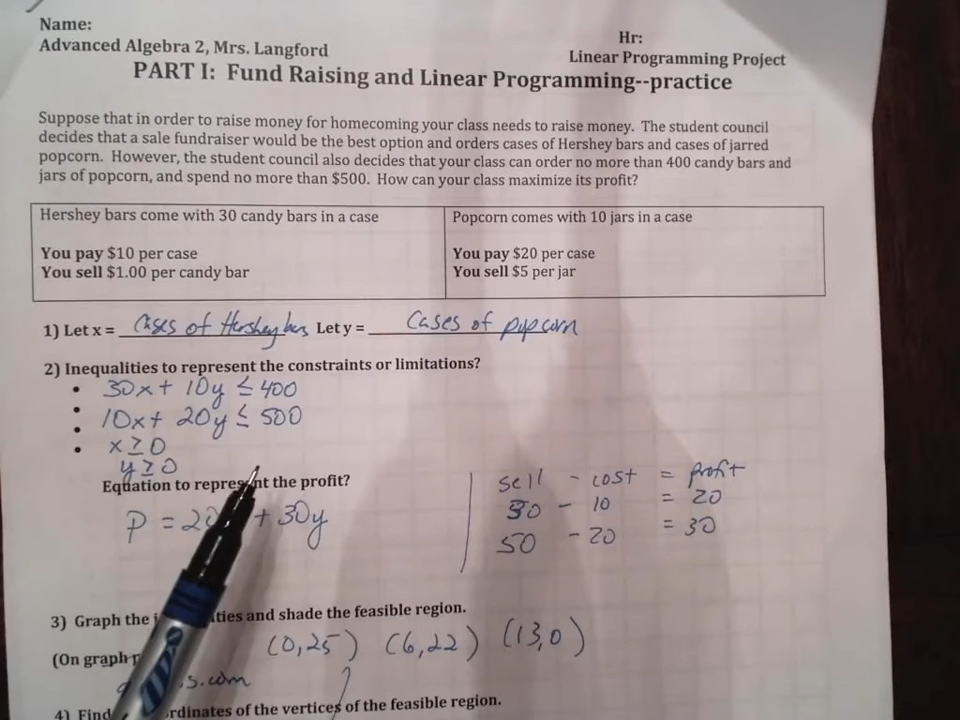 Name:
Hr:
Advanced Algebra 2, Mrs. Langford
Linear Programming Project
PART I: Fund Raising and Linear Programming--practice
Suppose that in order to raise money for homecoming your class needs to raise money. The student council
decides that a sale fundraiser would be the best option and orders cases of Hershey bars and cases of jarred
popcorn. However, the student council also decides that your class can order no more than 400 candy bars and
jars of popcorn, and spend no more than $500. How can your class maximize its profit?
Hershey bars come with 30 candy bars in a case
You pay $10 per case
You sell $1.00 per candy bar
Popcorn comes with 10 jars in a case
You pay $20 per case
You sell $5 per jar
1) Let x = Cases of Hershey bars Let y = Cases of popcorn
2) Inequalities to represent the constraints or limitations?
• 30x + 10y ≤ 400
• 10x + 20y ≤ 500
• x ≥ 0
y ≥ 0
Equation to represent the profit?
P = 20 + 30y
sell - cost = profit
30 - 10 = 20
50 - 20 = 30
3) Graph the and shade the feasible region.
(On graph
(0,25) (6,22) (13,0)
4) Find coordinates of the vertices of the feasible region.